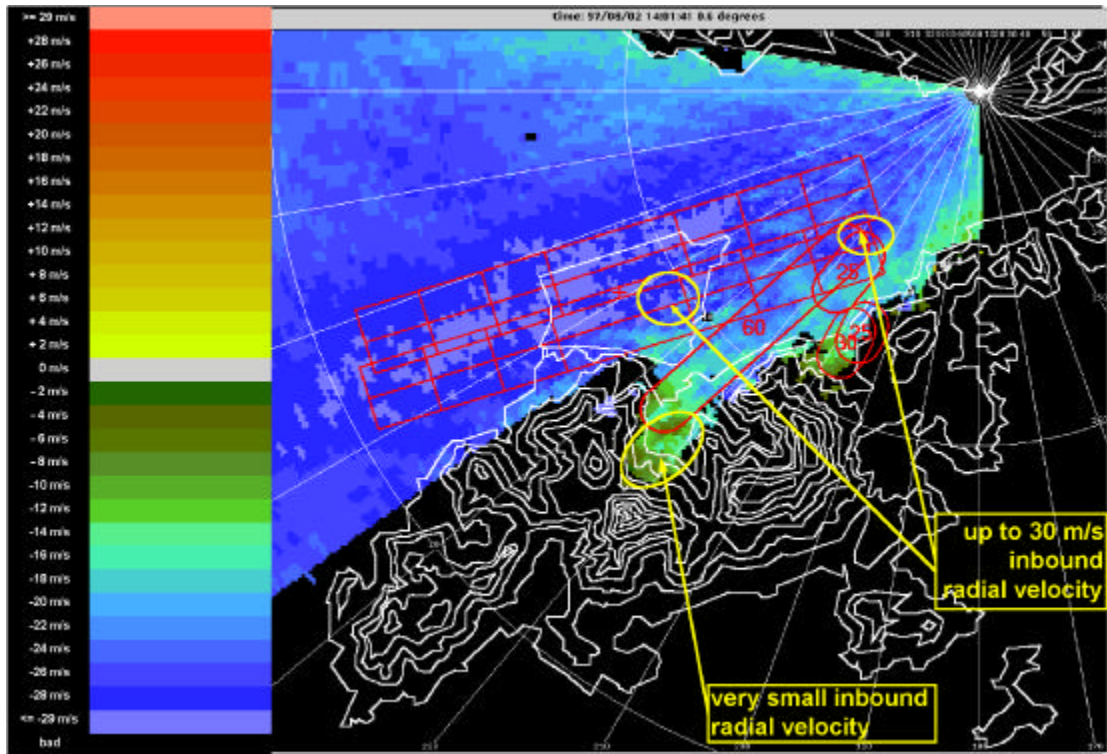 time: 97/08/02 14:01:41 0.6 degrees
>= 29 m/s
+28 m/s
+26 m/s
+24 m/s
+22 m/s
+20 m/s
+18 m/s
+16 m/s
+14 m/s
+12 m/s
+10 m/s
+ 8 m/s
+ 6 m/s
+ 4 m/s
+ 2 m/s
0 m/s
- 2 m/s
- 4 m/s
- 6 m/s
- 8 m/s
-10 m/s
-12 m/s
-14 m/s
-16 m/s
-18 m/s
-20 m/s
-22 m/s
-24 m/s
-26 m/s
-28 m/s
<= -29 m/s
bad
25
60
25
30
up to 30 m/s
inbound
radial velocity
very small inbound
radial velocity